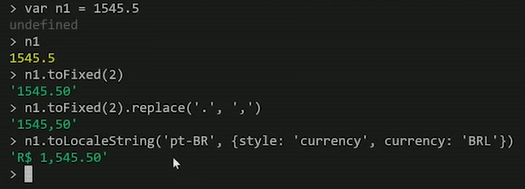 > var n1 = 1545.5
undefined
> n1
1545.5
> n1.toFixed(2)
'1545.50'
> n1.toFixed(2).replace('.', ',')
'1545,50'
> n1.toLocaleString('pt-BR', {style: 'currency', currency: 'BRL'})
'R$ 1,545.50'
>